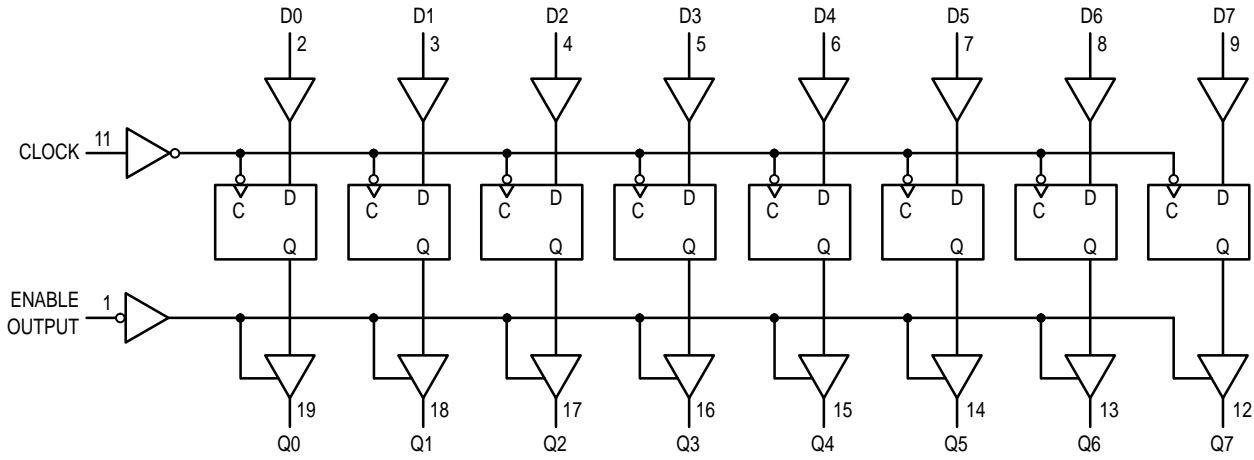 D0 D1 D2 D3 D4 D5 D6 D7
2 3 4 5 6 7 8 9
CLOCK 11
C D C D C D C D C D C D C D C D
Q Q Q Q Q Q Q Q
ENABLE
OUTPUT 1
19 18 17 16 15 14 13 12
Q0 Q1 Q2 Q3 Q4 Q5 Q6 Q7